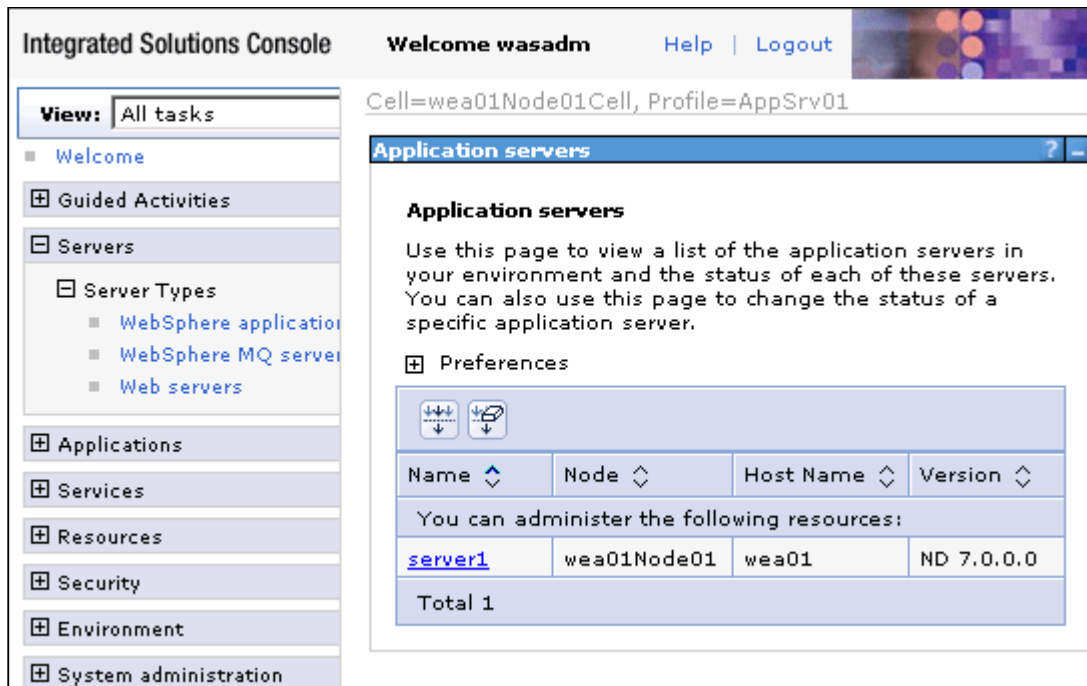 Integrated Solutions Console
Welcome wasadm
Help | Logout
View: All tasks
Welcome
Guided Activities
Servers
Server Types
WebSphere application
WebSphere MQ server
Web servers
Applications
Services
Resources
Security
Environment
System administration
Cell=wea01Node01Cell, Profile=AppSrv01
Application servers ? –
Application servers
Use this page to view a list of the application servers in
your environment and the status of each of these servers.
You can also use this page to change the status of a
specific application server.
Preferences
Name Node Host Name Version
You can administer the following resources:
server1 wea01Node01 wea01 ND 7.0.0.0
Total 1